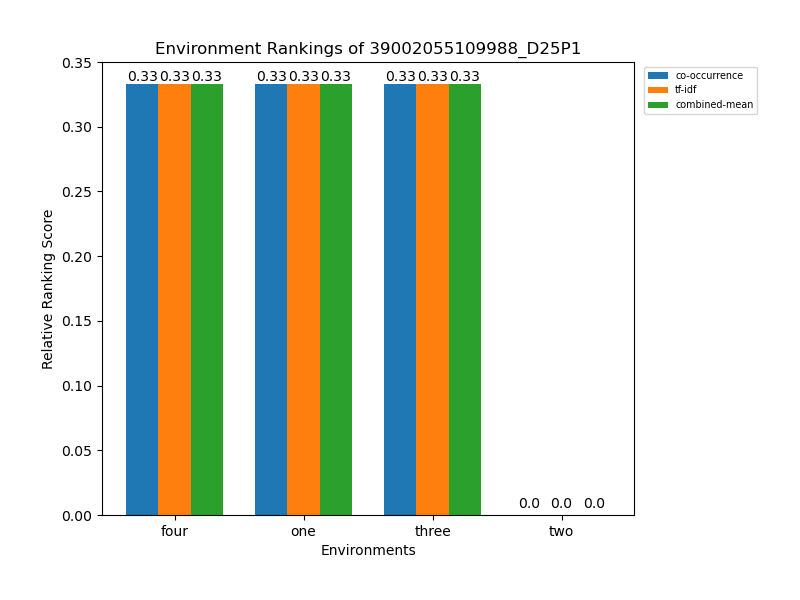 Environment Rankings of 39002055109988_D25P1
0.35
0.30
0.25
0.20
0.15
0.10
0.05
0.00
Relative Ranking Score
0.33 0.33 0.33 0.33 0.33 0.33 0.33 0.33 0.33
0.0 0.0 0.0
four one three two
Environments
co-occurrence
tf-idf
combined-mean